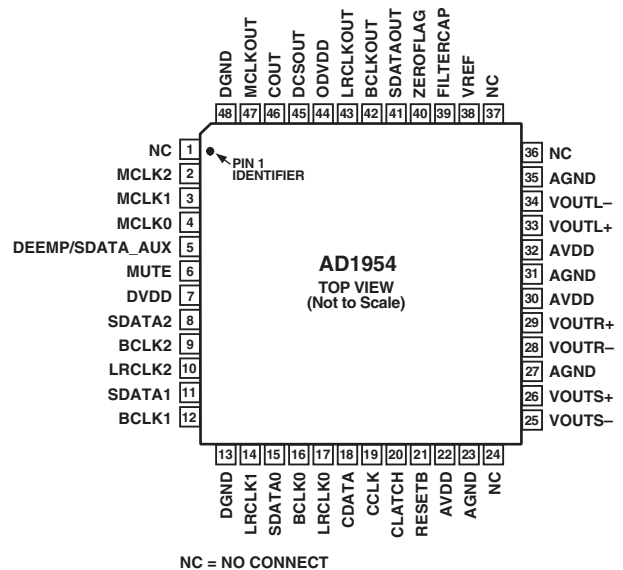 DGND
MCLKOUT
COUT
DCSOUT
ODVDD
LRCLKOUT
BCLKOUT
SDATAOUT
ZEROFLAG
FILTERCAP
VREF
NC
48 47 46 45 44 43 42 41 40 39 38 37
NC 1
MCLK2 2
MCLK1 3
MCLK0 4
DEEMP/SDATA_AUX 5
MUTE 6
DVDD 7
SDATA2 8
BCLK2 9
LRCLK2 10
SDATA1 11
BCLK1 12
PIN 1
IDENTIFIER
AD1954
TOP VIEW
(Not to Scale)
36 NC
35 AGND
34 VOUTL–
33 VOUTL+
32 AVDD
31 AGND
30 AVDD
29 VOUTR+
28 VOUTR–
27 AGND
26 VOUTS+
25 VOUTS–
13 14 15 16 17 18 19 20 21 22 23 24
DGND
LRCLK1
SDATA0
BCLK0
LRCLK0
CDATA
CCLK
CLATCH
RESETB
AVDD
AGND
NC
NC = NO CONNECT